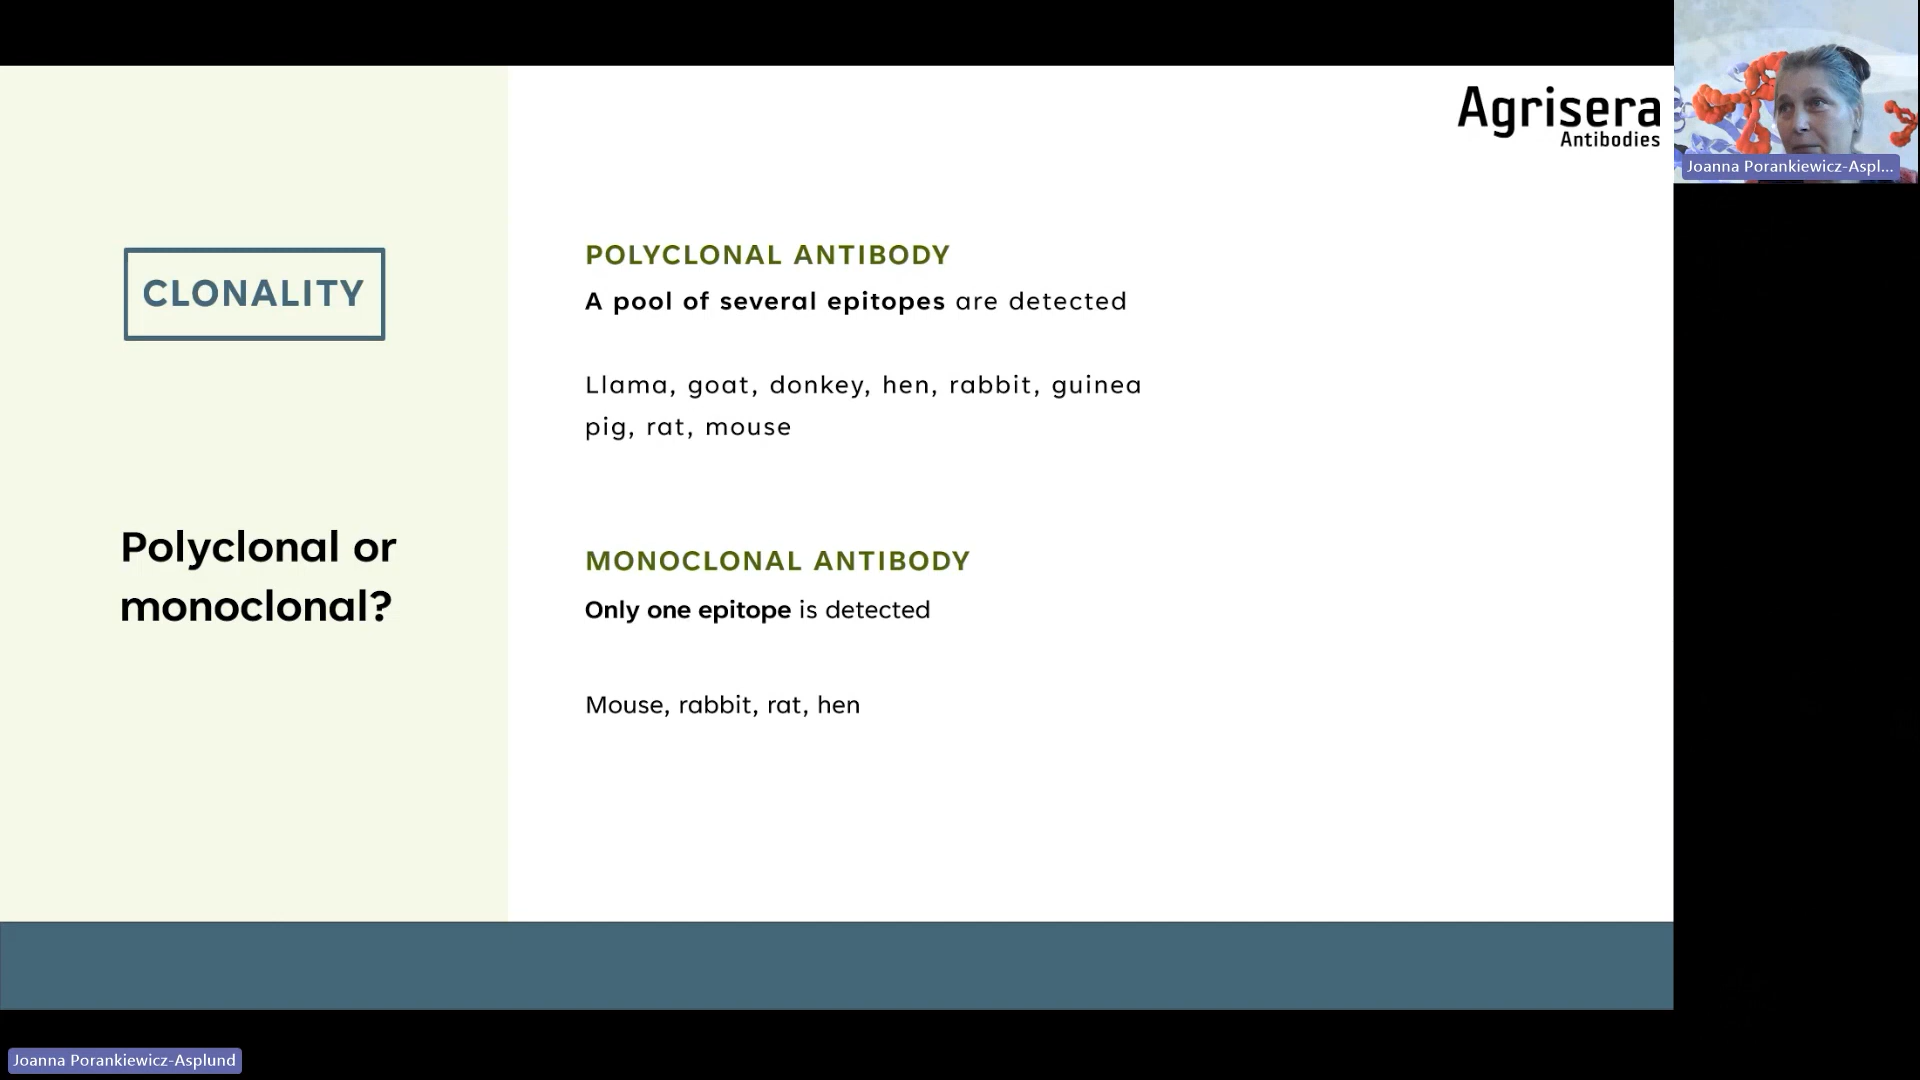 Agrisera
Antibodies
Joanna Porankiewicz-Aspl...
CLONALITY
Polyclonal or
monoclonal?
POLYCLONAL ANTIBODY
A pool of several epitopes are detected
Llama, goat, donkey, hen, rabbit, guinea
pig, rat, mouse
MONOCLONAL ANTIBODY
Only one epitope is detected
Mouse, rabbit, rat, hen
Joanna Porankiewicz-Asplund